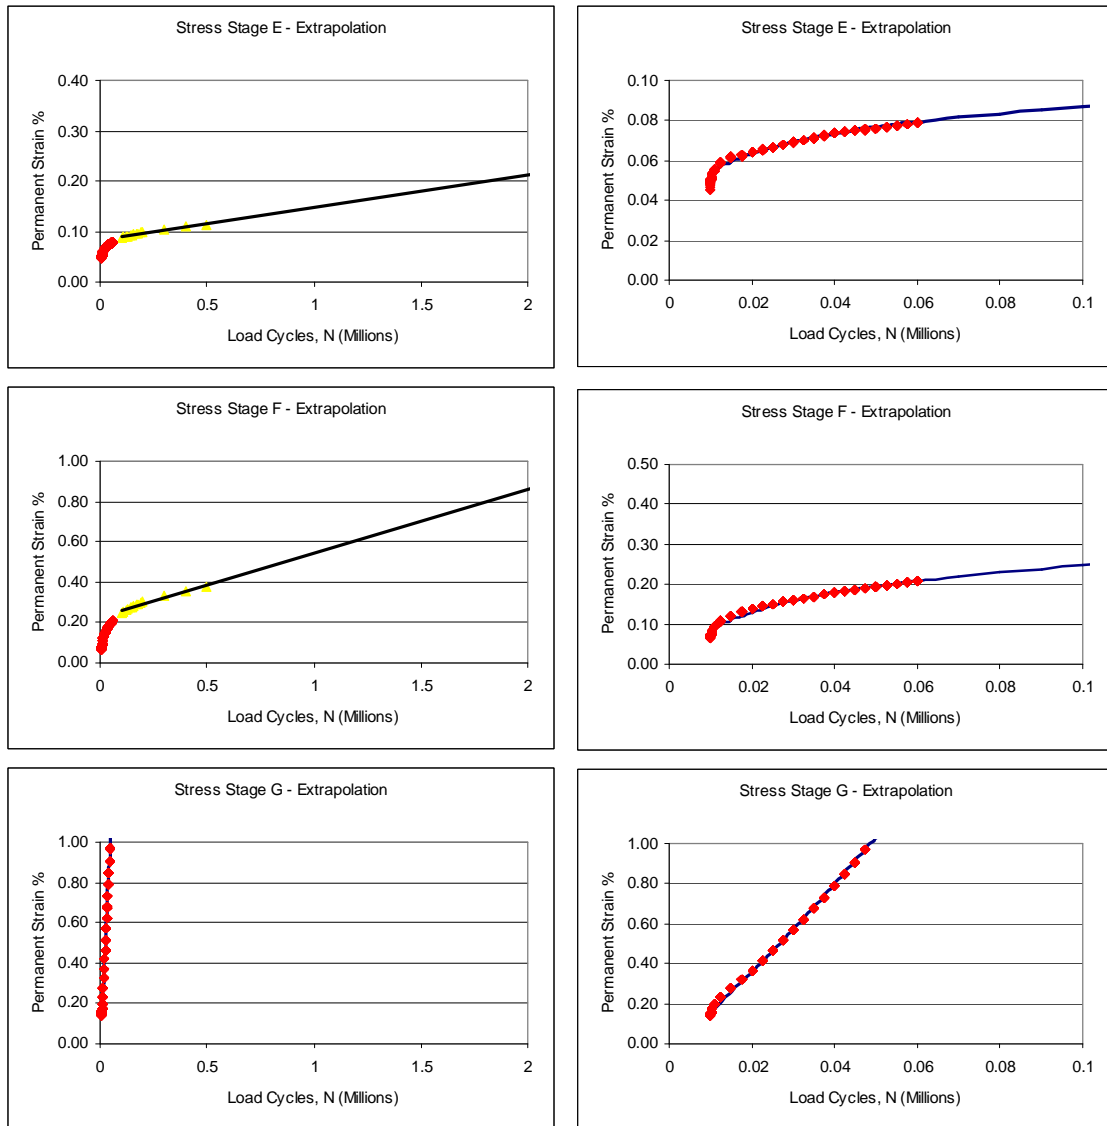 Stress Stage E - Extrapolation
Permanent Strain %
0.40
0.30
0.20
0.10
0.00
0 0.5 1 1.5 2
Load Cycles, N (Millions)
Stress Stage E - Extrapolation
Permanent Strain %
0.10
0.08
0.06
0.04
0.02
0.00
0 0.02 0.04 0.06 0.08 0.1
Load Cycles, N (Millions)
Stress Stage F - Extrapolation
Permanent Strain %
1.00
0.80
0.60
0.40
0.20
0.00
0 0.5 1 1.5 2
Load Cycles, N (Millions)
Stress Stage F - Extrapolation
Permanent Strain %
0.50
0.40
0.30
0.20
0.10
0.00
0 0.02 0.04 0.06 0.08 0.1
Load Cycles, N (Millions)
Stress Stage G - Extrapolation
Permanent Strain %
1.00
0.80
0.60
0.40
0.20
0.00
0 0.5 1 1.5 2
Load Cycles, N (Millions)
Stress Stage G - Extrapolation
Permanent Strain %
1.00
0.80
0.60
0.40
0.20
0.00
0 0.02 0.04 0.06 0.08 0.1
Load Cycles, N (Millions)